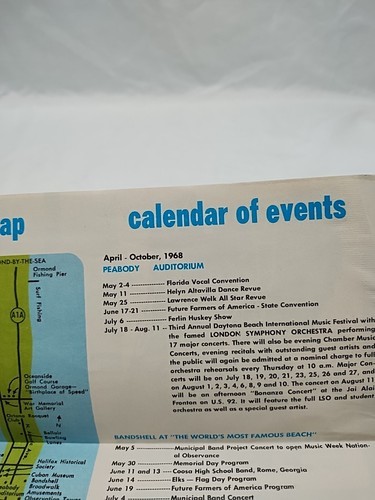 ap
calendar of events
ND-BY-THE-SEA
Ormond
Fishing Pier
Surf Fishing
A1A
Oceanside
Golf Course
Ormond Garage—
"Birthplace of Speed"
War Memorial
Art Gallery
N
Ballair
Bowling
Lanes
Halifax Historical
Society
Cuban Museum
Bandshell
Broadwalk
Amusements
April - October, 1968
PEABODY AUDITORIUM
May 2-4 Florida Vocal Convention
May 11 Helyn Altavilla Dance Revue
May 25 Lawrence Welk All Star Revue
June 17-21 Future Farmers of America - State Convention
July 6 Ferlin Huskey Show
July 18 - Aug. 11 -- Third Annual Daytona Beach International Music Festival with
the famed LONDON SYMPHONY ORCHESTRA performing
17 major concerts. There will also be evening Chamber Music
Concerts, evening recitals with outstanding guest artists and
the public will again be admitted at a nominal charge to full
orchestra rehearsals every Thursday at 10 a.m. Major Con-
certs will be on July 18, 19, 20, 21, 23, 25, 26 and 27, and
on August 1, 2, 3, 4, 6, 8, 9 and 10. The concert on August 11
will be an afternoon "Bonanza Concert" at the Jai Alai
Fronton on U.S. 92. It will feature the full LSO and student
orchestra as well as a special guest artist.
BANDSHELL AT "THE WORLD'S MOST FAMOUS BEACH"
May 5 Municipal Band Project Concert to open Music Week Nation-
al Observance
May 30 Memorial Day Program
June 11 and 13 -- Coosa High School Band, Rome, Georgia
June 14 Elks — Flag Day Program
June 19 Future Farmers of America Program
July 4 Municipal Band Concert